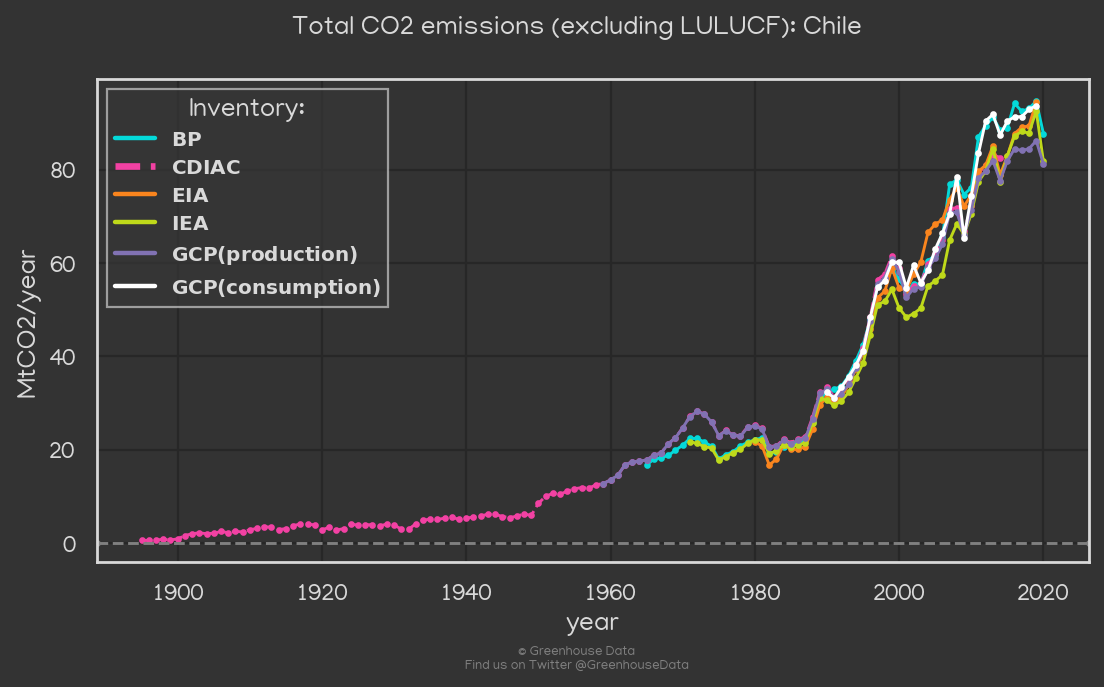 Total CO2 emissions (excluding LULUCF): Chile
Inventory:
BP
CDIAC
EIA
IEA
GCP(production)
GCP(consumption)
MtCO2/year
80
60
40
20
0
1900 1920 1940 1960 1980 2000 2020
year
© Greenhouse Data
Find us on Twitter @GreenhouseData